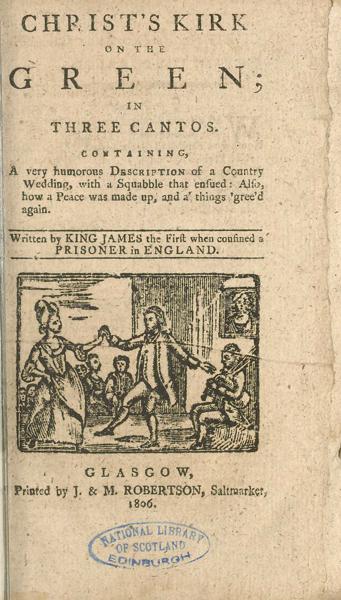 CHRIST'S KIRK
ON THE
GREEN;
IN
THREE CANTOS.
CONTAINING,
A very humorous DESCRIPTION of a Country
Wedding, with a Squabble that ensued: Also,
how a Peace was made up, and a' things 'gree'd
again.
Written by KING JAMES the First when confined a
PRISONER in ENGLAND.
GLASGOW,
Printed by J. & M. ROBERTSON, Saltmarket,
1806.
NATIONAL LIBRARY
OF SCOTLAND
EDINBURGH